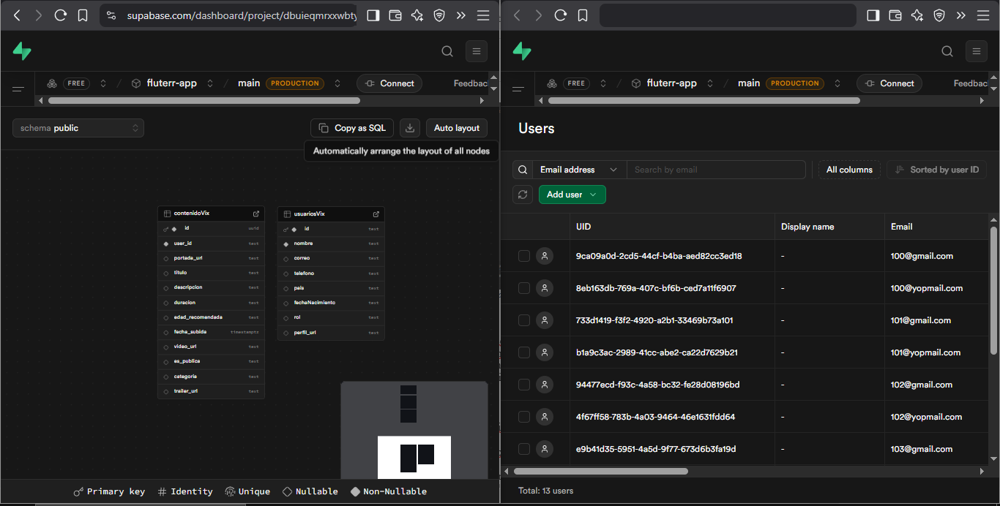 supabase.com/dashboard/project/dbuieqmrxxwbty
FREE
fluterr-app
main
PRODUCTION
Connect
Feedbac
schema public
Copy as SQL
Auto layout
Automatically arrange the layout of all nodes
contenidoVix
id uuid
user_id text
portada_url text
titulo text
descripcion text
duracion text
edad_recomendada text
fecha_subida timestamptz
video_url text
es_publica text
categoria text
trailer_url text
usuariosVix
id text
nombre text
correo text
telefono text
pais text
fechaNacimiento text
rol text
perfil_url text
Primary key
Identity
Unique
Nullable
Non-Nullable
FREE
fluterr-app
main
PRODUCTION
Connect
Feedbac
Users
Email address
Search by email
All columns
Sorted by user ID
Add user
UID Display name Email
9ca09a0d-2cd5-44cf-b4ba-aed82cc3ed18 - 100@gmail.com
8eb163db-769a-407c-bf6b-ced7a11f6907 - 100@yopmail.com
733d1419-f3f2-4920-a2b1-33469b73a101 - 101@gmail.com
b1a9c3ac-2989-41cc-abe2-ca22d7629b21 - 101@yopmail.com
94477ecd-f93c-4a58-bc32-fe28d08196bd - 102@gmail.com
4f67ff58-783b-4a03-9464-46e1631fdd64 - 102@yopmail.com
e9b41d35-5951-4a5d-9f77-673d6b3fa19d - 103@gmail.com
Total: 13 users